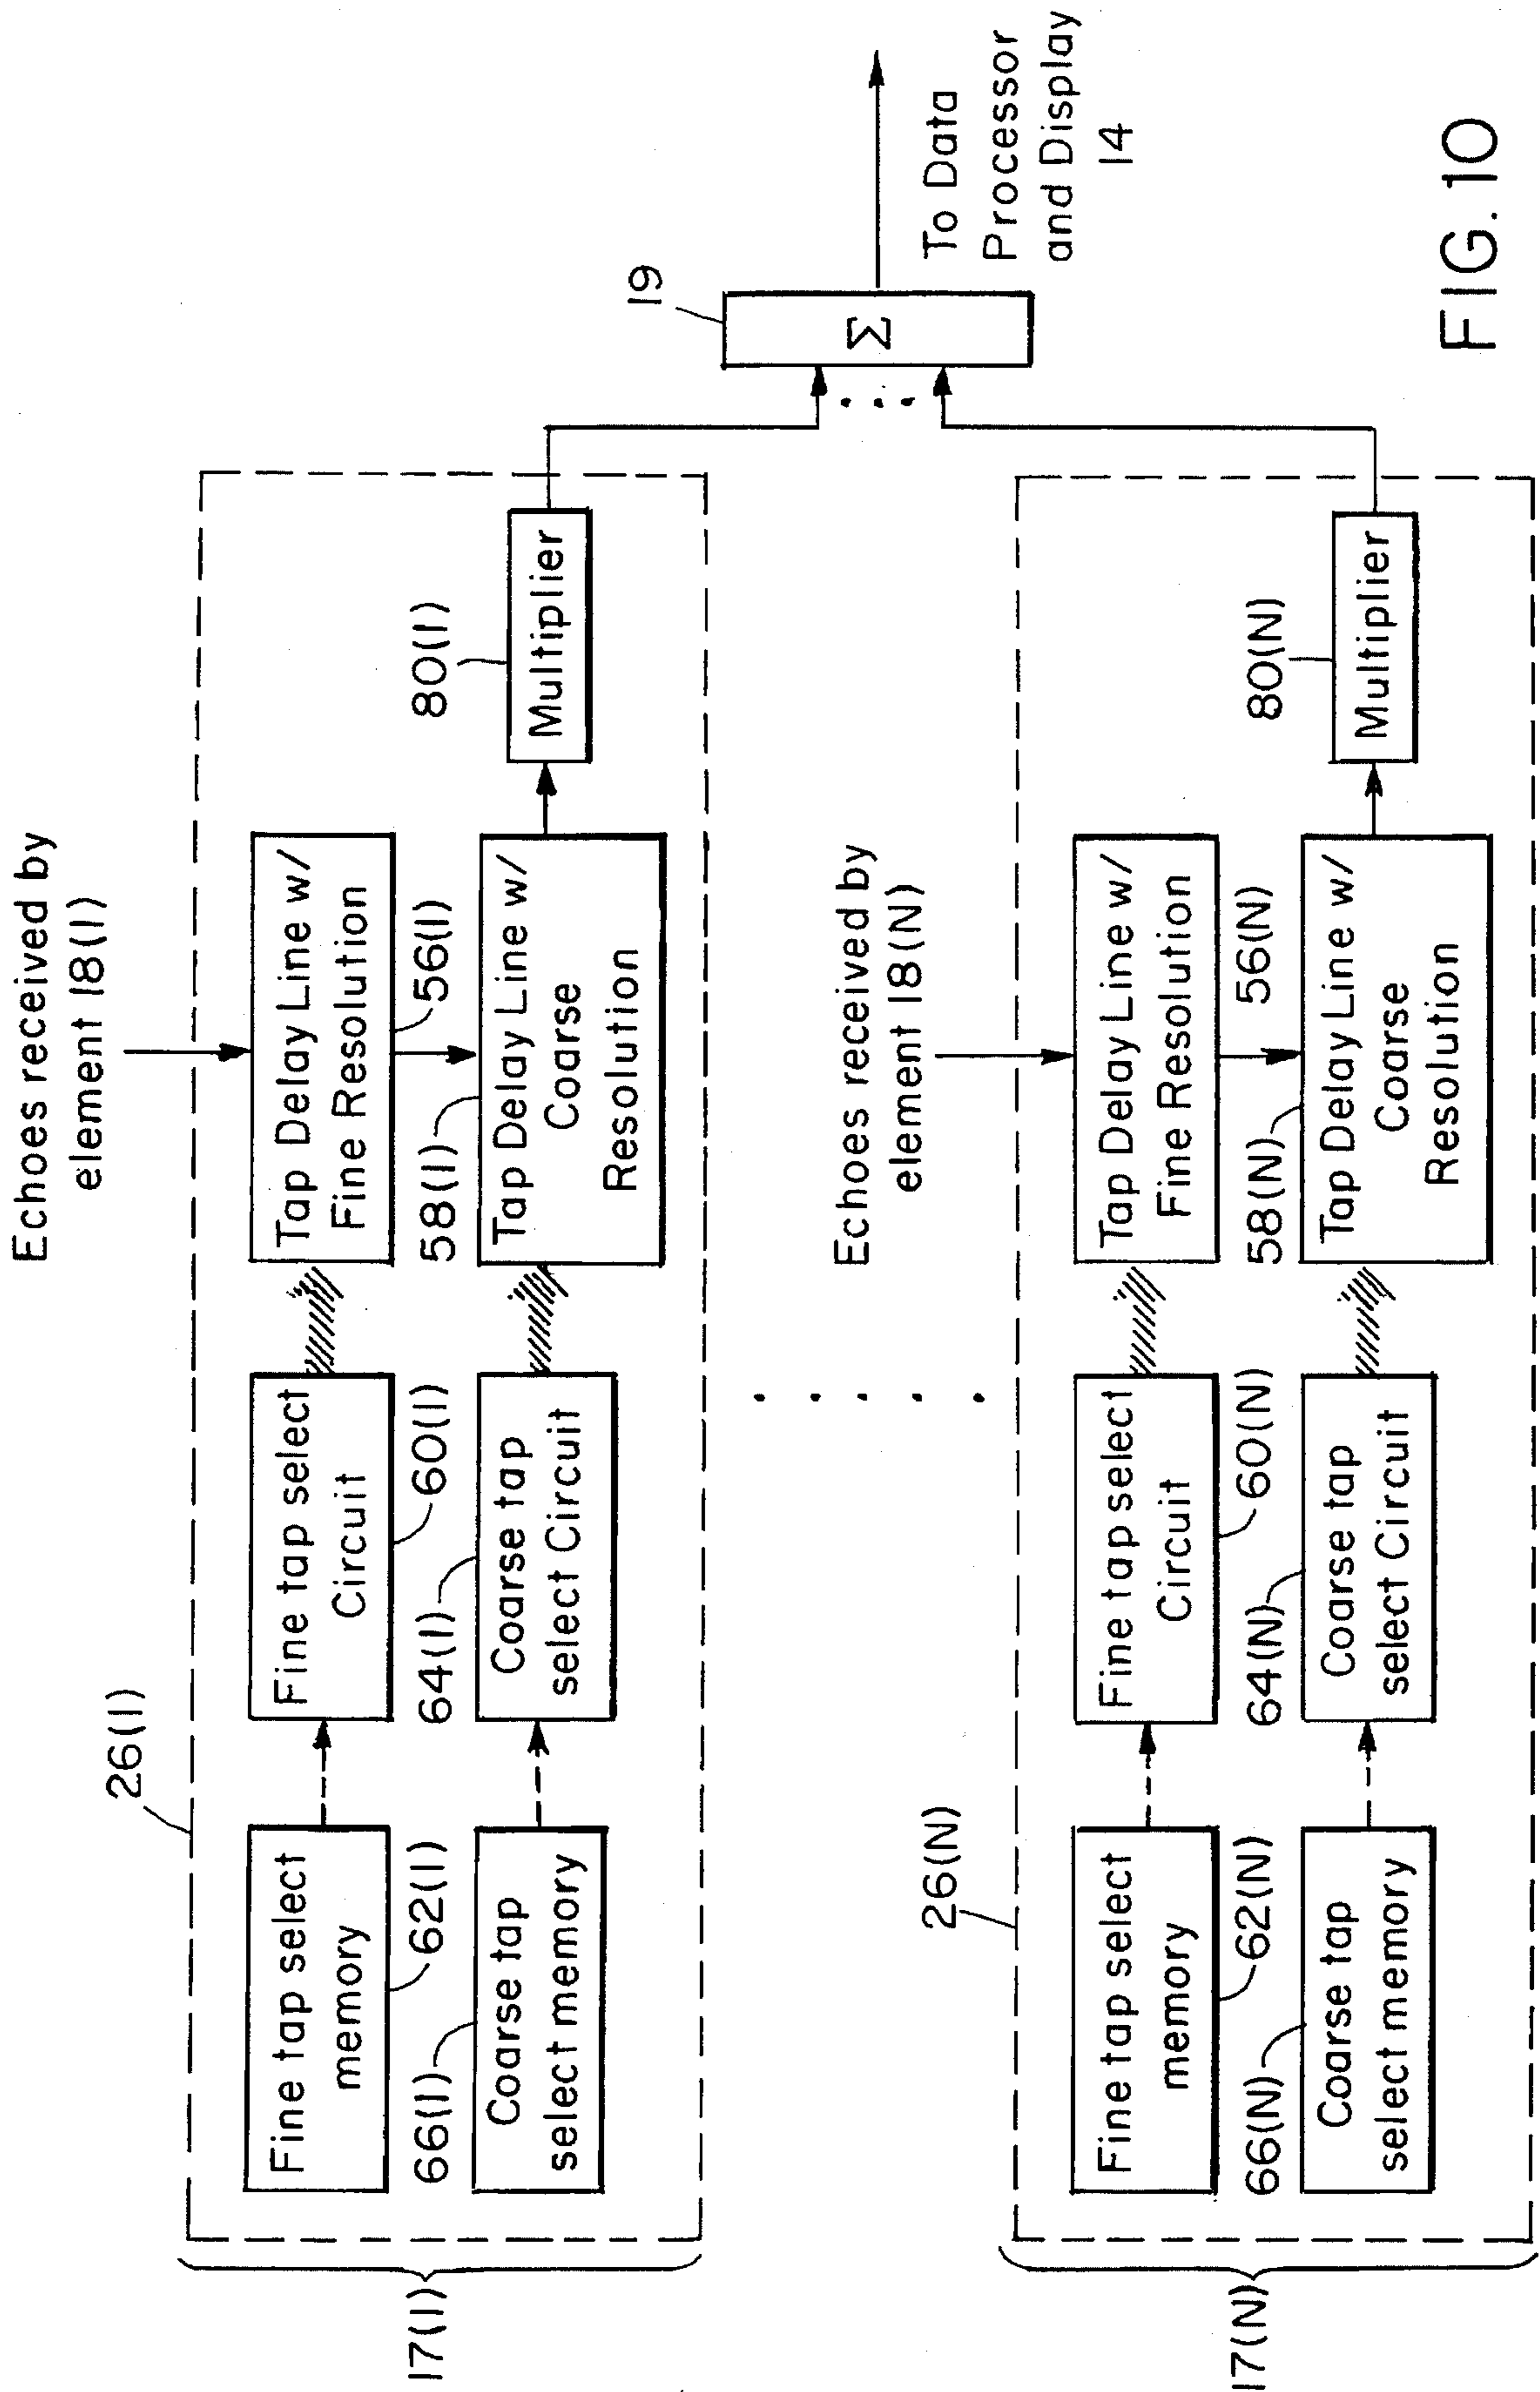 Echoes received by
element 18(1)
26(1)
17(1)
Fine tap select
memory
62(1)
Fine tap select
Circuit
60(1)
Tap Delay Line w/
Fine Resolution
56(1)
66(1)
Coarse tap
select memory
64(1)
Coarse tap
select Circuit
58(1)
Tap Delay Line w/
Coarse
Resolution
80(1)
Multiplier
19
Σ
To Data
Processor
and Display
14
Echoes received by
element 18(N)
26(N)
17(N)
Fine tap select
memory
62(N)
Fine tap select
Circuit
60(N)
Tap Delay Line w/
Fine Resolution
56(N)
66(N)
Coarse tap
select memory
64(N)
Coarse tap
select Circuit
58(N)
Tap Delay Line w/
Coarse
Resolution
80(N)
Multiplier
FIG. 10